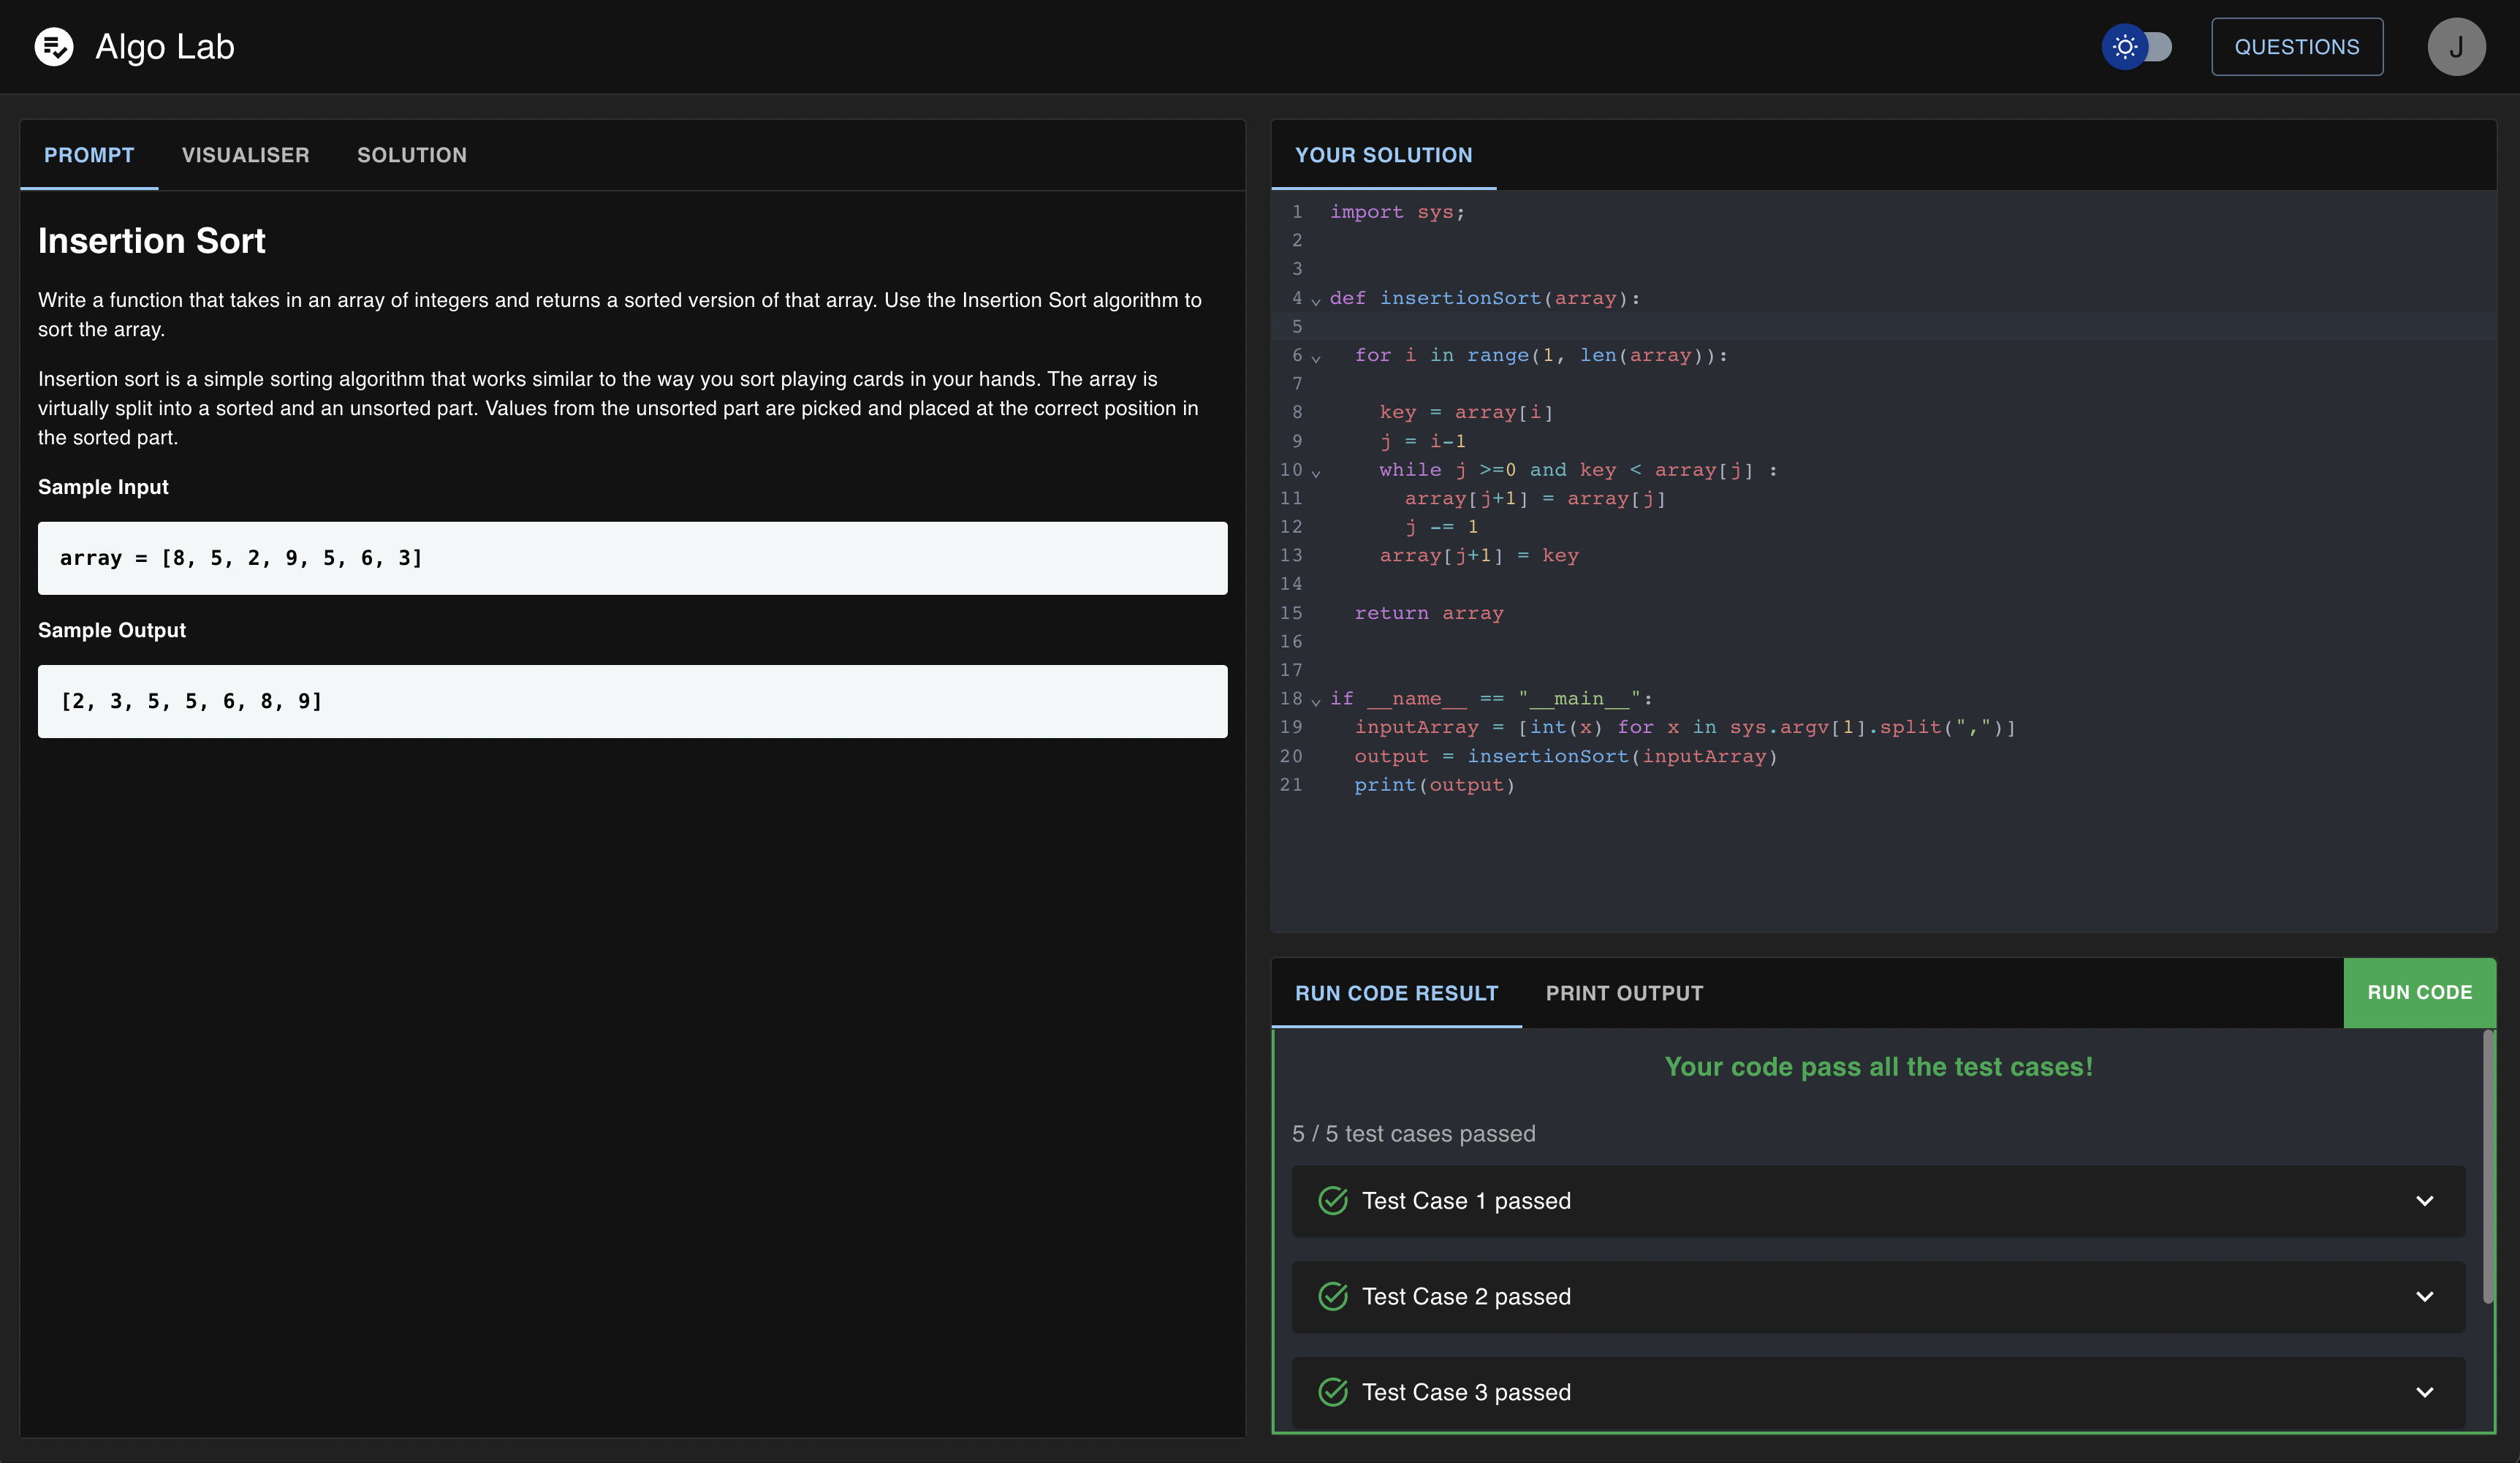 Algo Lab
QUESTIONS
J
PROMPT
VISUALISER
SOLUTION
Insertion Sort
Write a function that takes in an array of integers and returns a sorted version of that array. Use the Insertion Sort algorithm to
sort the array.
Insertion sort is a simple sorting algorithm that works similar to the way you sort playing cards in your hands. The array is
virtually split into a sorted and an unsorted part. Values from the unsorted part are picked and placed at the correct position in
the sorted part.
Sample Input
array = [8, 5, 2, 9, 5, 6, 3]
Sample Output
[2, 3, 5, 5, 6, 8, 9]
YOUR SOLUTION
1 import sys;
2
3
4 def insertionSort(array):
5
6   for i in range(1, len(array)):
7
8     key = array[i]
9     j = i-1
10     while j >=0 and key < array[j] :
11       array[j+1] = array[j]
12       j -= 1
13     array[j+1] = key
14
15   return array
16
17
18 if __name__ == "__main__":
19   inputArray = [int(x) for x in sys.argv[1].split(",")]
20   output = insertionSort(inputArray)
21   print(output)
RUN CODE RESULT
PRINT OUTPUT
RUN CODE
Your code pass all the test cases!
5 / 5 test cases passed
Test Case 1 passed
Test Case 2 passed
Test Case 3 passed